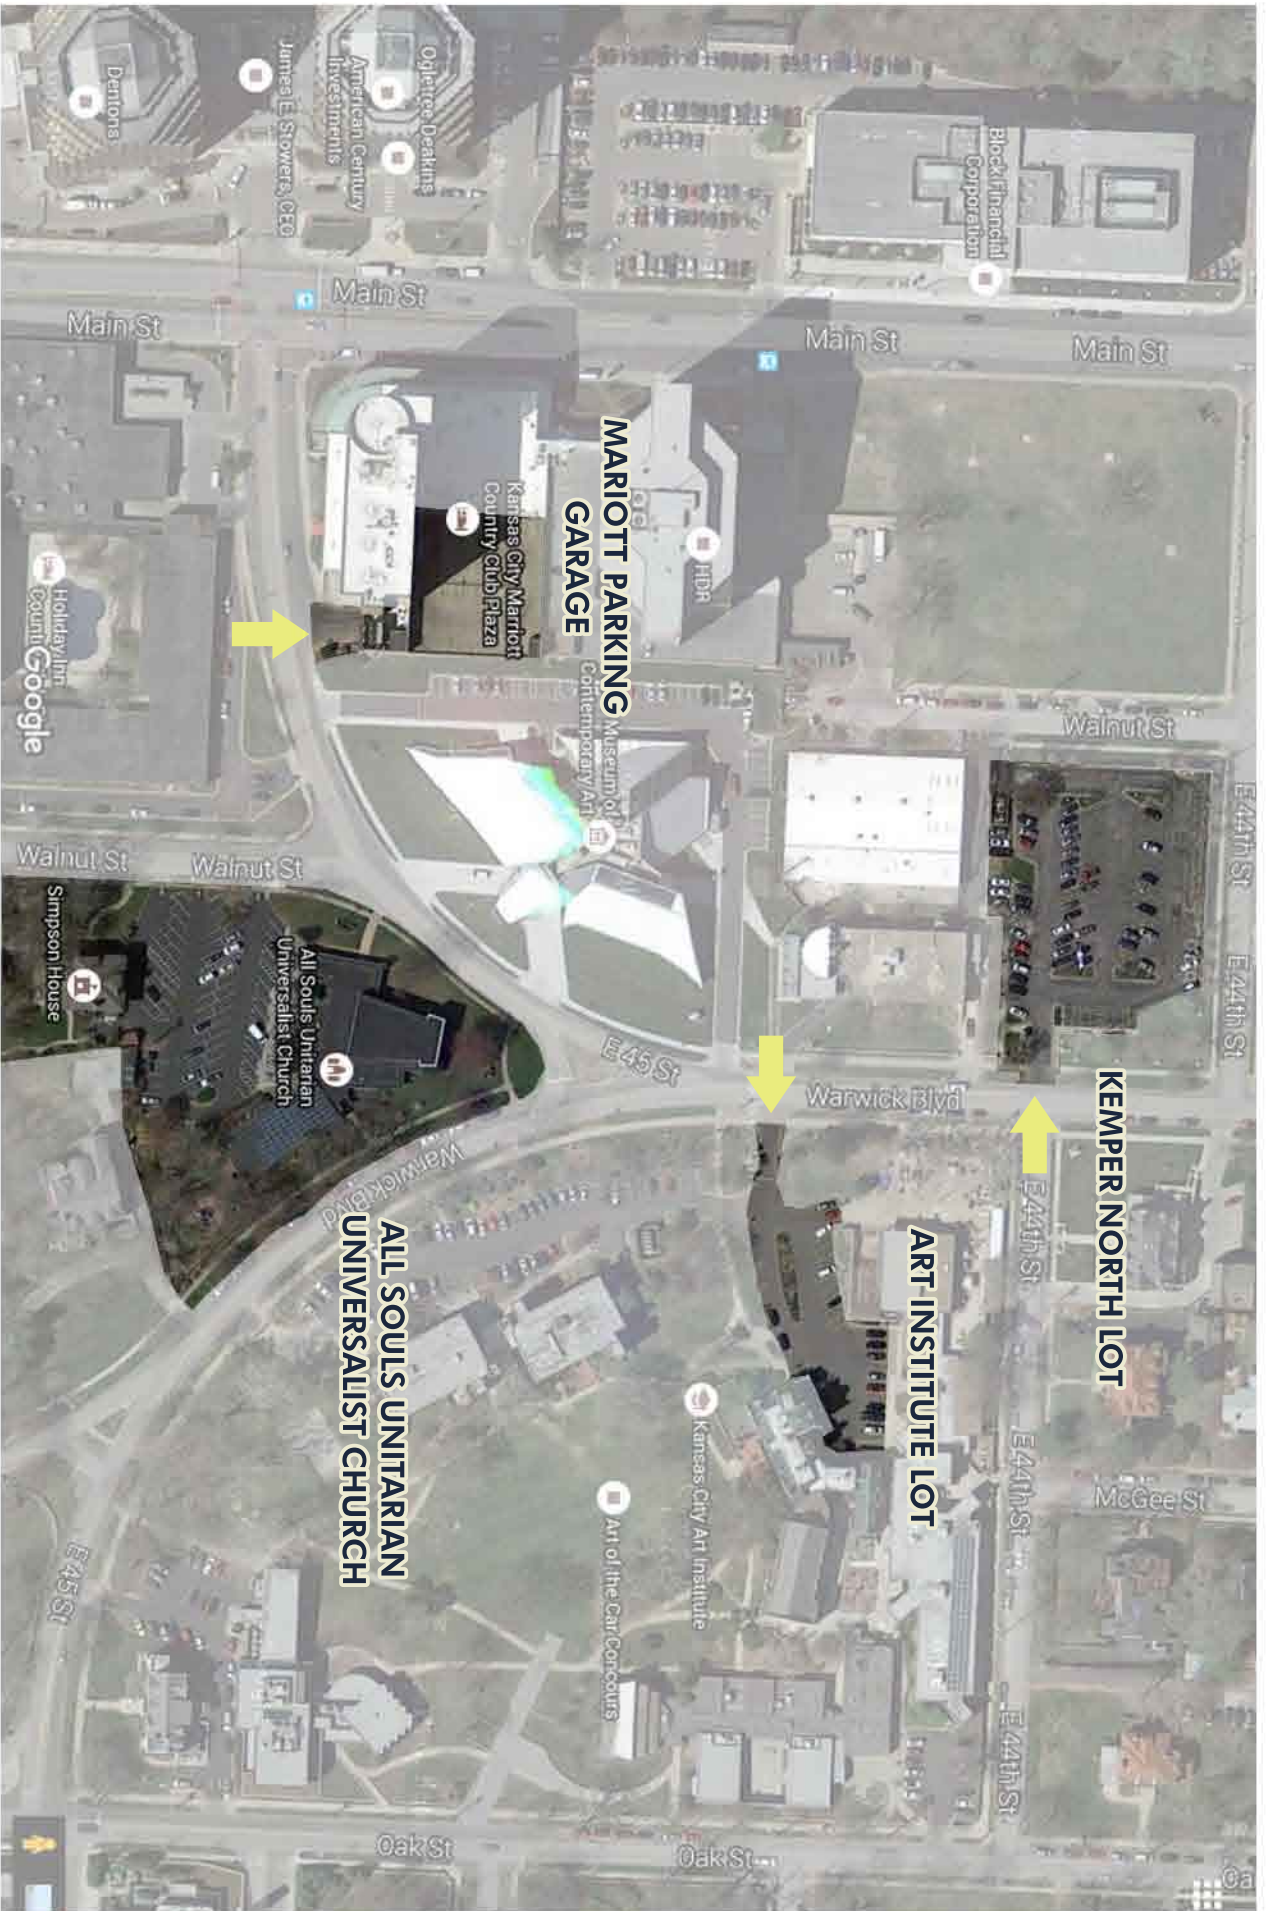 Oa
E 44th St
E 44th St
Walnut St
Main St
McGee St
KEMPER NORTH LOT
E 44th St
E 44th St
E 44th St
Block Financial
Corporation
Main St
Warwick Blvd
ART INSTITUTE LOT
HDR
Kansas City Art Institute
Oak St
MARIOTT PARKING
GARAGE
Museum of
Contemporary Art
E 45 St
Art of the Car Concours
Kansas City Marriott
Country Club Plaza
Ogletree Deakins
American Century
Investments
Main St
Warwick Blvd
ALL SOULS UNITARIAN
UNIVERSALIST CHURCH
Oak St
James E. Stowers, CEO
All Souls Unitarian
Universalist Church
Walnut St
Dentons
Main St
Holiday Inn
Count
Google
Walnut St
Simpson House
E 45 St